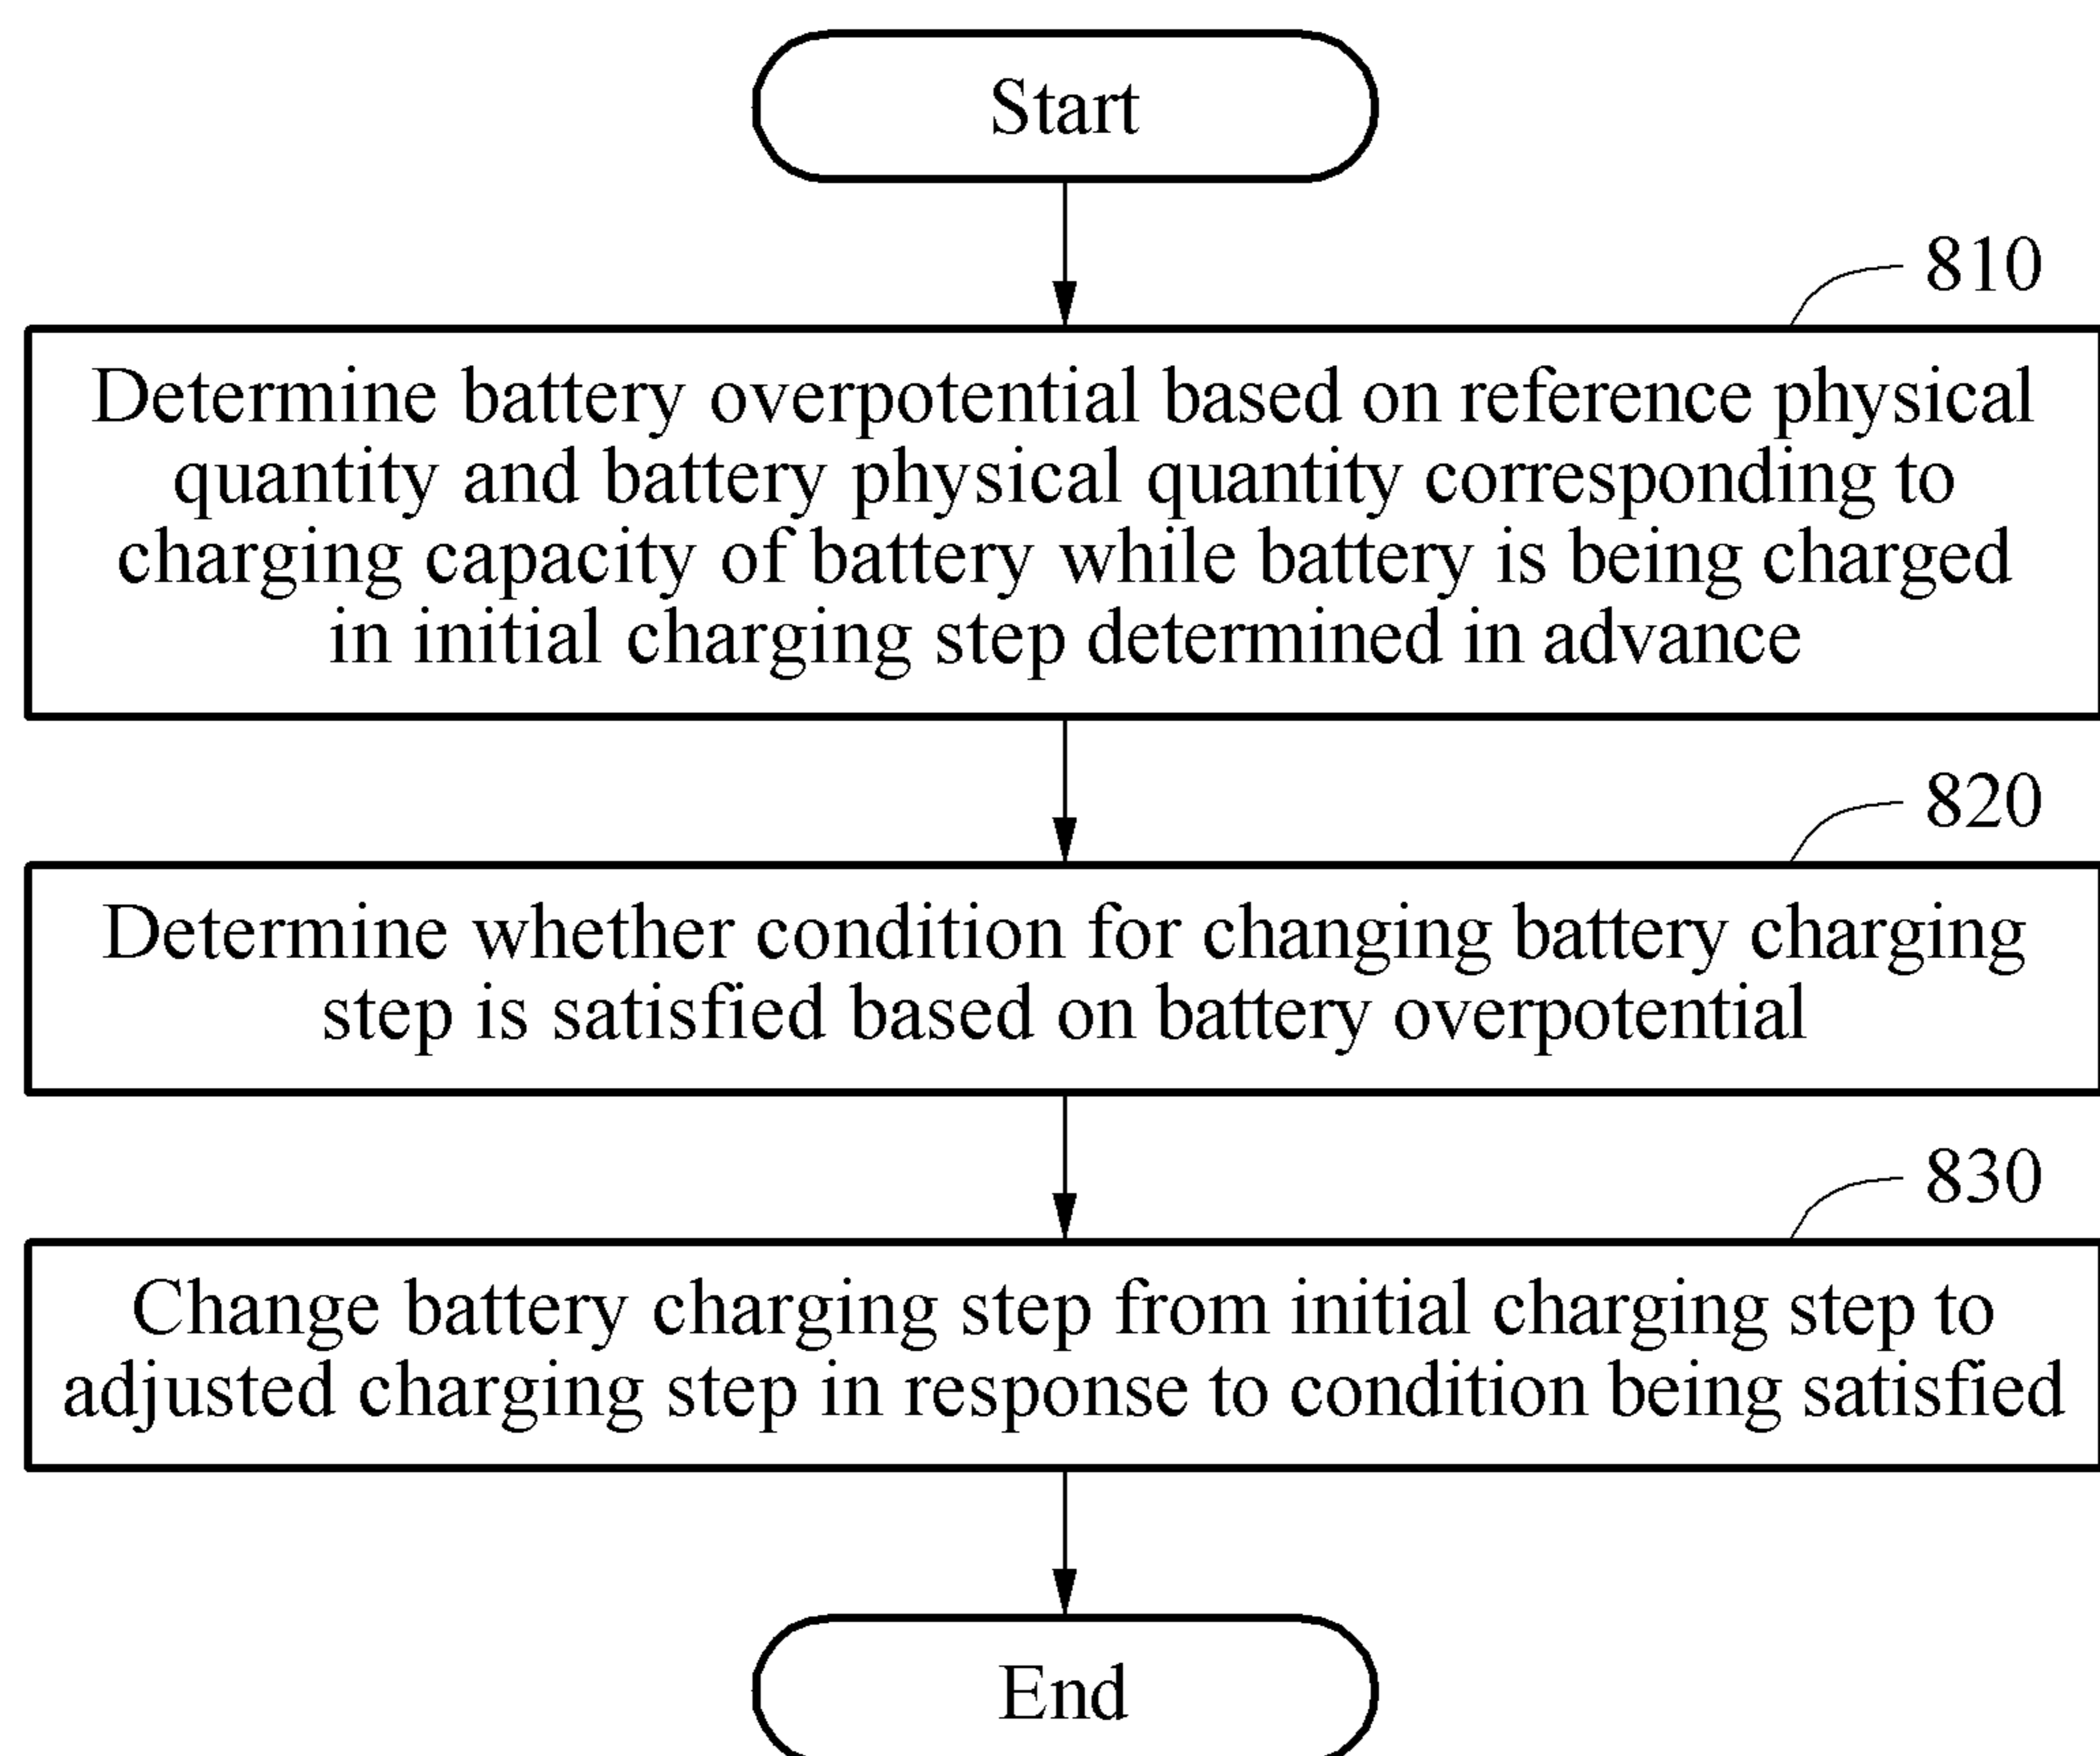 Start
810
Determine battery overpotential based on reference physical
quantity and battery physical quantity corresponding to
charging capacity of battery while battery is being charged
in initial charging step determined in advance
820
Determine whether condition for changing battery charging
step is satisfied based on battery overpotential
830
Change battery charging step from initial charging step to
adjusted charging step in response to condition being satisfied
End